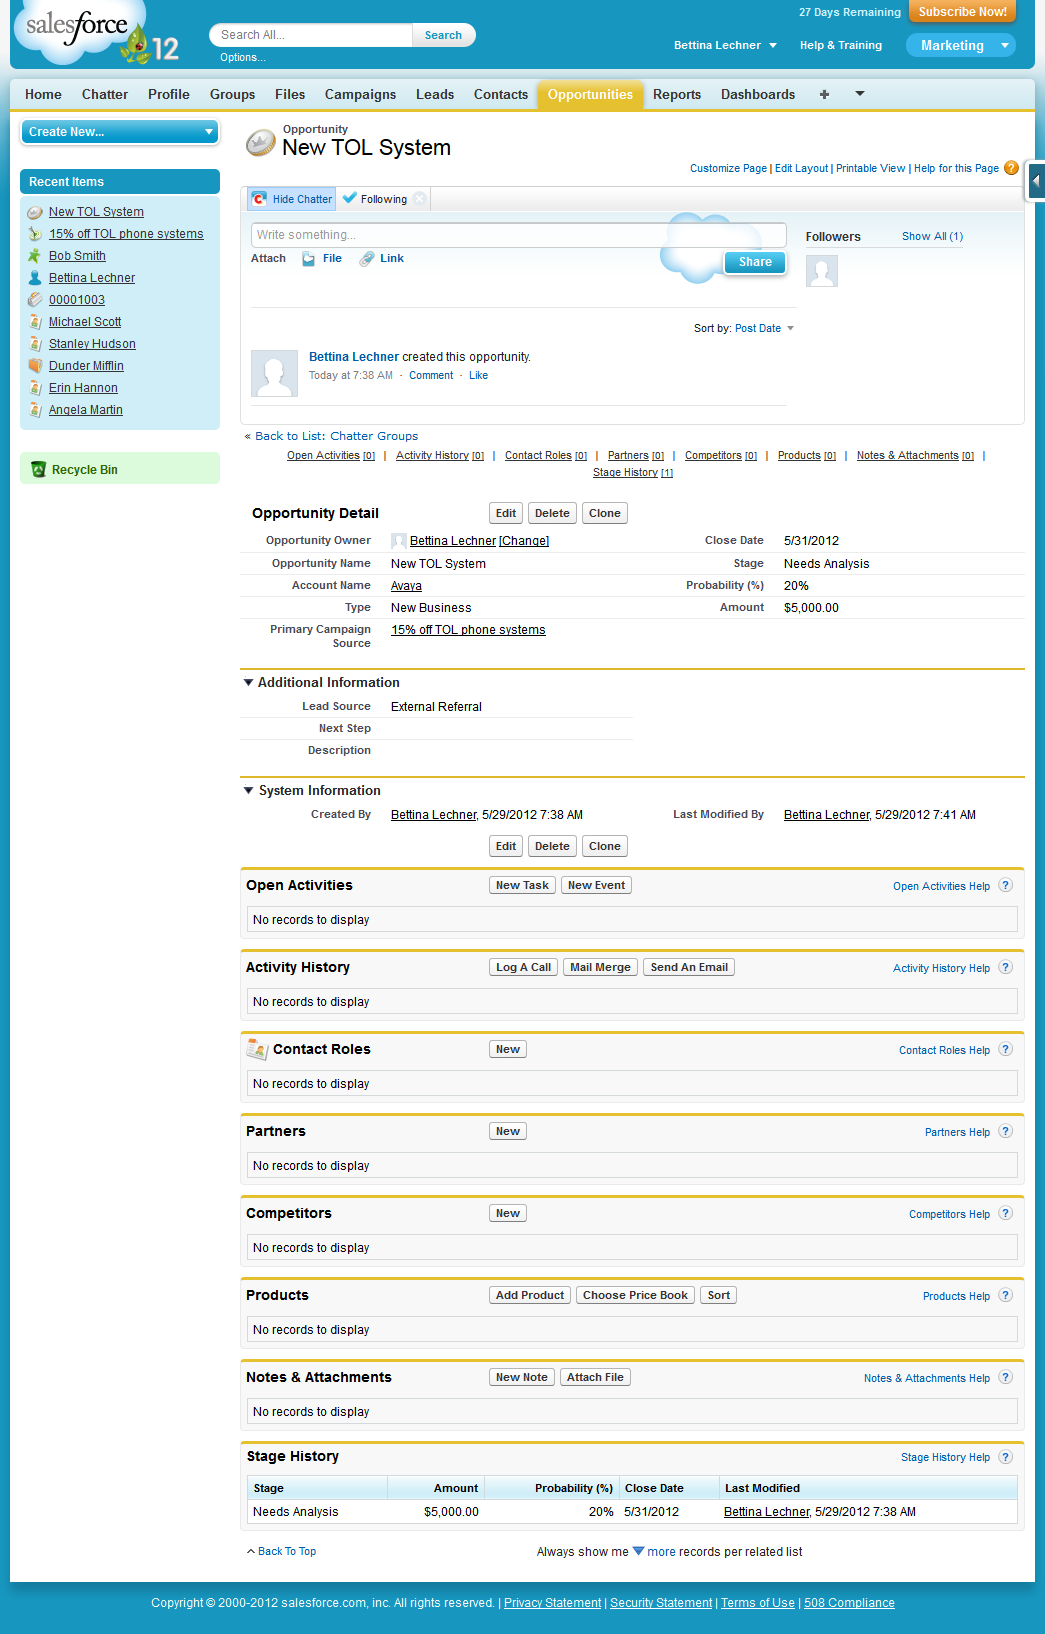 27 Days Remaining Subscribe Now!
salesforce 12
Search All... Search
Options...
Bettina Lechner Help & Training Marketing
Home Chatter Profile Groups Files Campaigns Leads Contacts Opportunities Reports Dashboards +
Create New...
Recent Items
New TOL System
15% off TOL phone systems
Bob Smith
Bettina Lechner
00001003
Michael Scott
Stanley Hudson
Dunder Mifflin
Erin Hannon
Angela Martin
Recycle Bin
Opportunity
New TOL System
Customize Page | Edit Layout | Printable View | Help for this Page ?
Hide Chatter Following
Write something...
Attach File Link Share
Followers Show All (1)
Sort by: Post Date
Bettina Lechner created this opportunity.
Today at 7:38 AM · Comment · Like
« Back to List: Chatter Groups
Open Activities [0] | Activity History [0] | Contact Roles [0] | Partners [0] | Competitors [0] | Products [0] | Notes & Attachments [0] |
Stage History [1]
Opportunity Detail Edit Delete Clone
Opportunity Owner Bettina Lechner [Change] Close Date 5/31/2012
Opportunity Name New TOL System Stage Needs Analysis
Account Name Avaya Probability (%) 20%
Type New Business Amount $5,000.00
Primary Campaign 15% off TOL phone systems
Source
Additional Information
Lead Source External Referral
Next Step
Description
System Information
Created By Bettina Lechner, 5/29/2012 7:38 AM Last Modified By Bettina Lechner, 5/29/2012 7:41 AM
Edit Delete Clone
Open Activities New Task New Event Open Activities Help ?
No records to display
Activity History Log A Call Mail Merge Send An Email Activity History Help ?
No records to display
Contact Roles New Contact Roles Help ?
No records to display
Partners New Partners Help ?
No records to display
Competitors New Competitors Help ?
No records to display
Products Add Product Choose Price Book Sort Products Help ?
No records to display
Notes & Attachments New Note Attach File Notes & Attachments Help ?
No records to display
Stage History Stage History Help ?
Stage Amount Probability (%) Close Date Last Modified
Needs Analysis $5,000.00 20% 5/31/2012 Bettina Lechner, 5/29/2012 7:38 AM
Back To Top Always show me more records per related list
Copyright © 2000-2012 salesforce.com, inc. All rights reserved. | Privacy Statement | Security Statement | Terms of Use | 508 Compliance